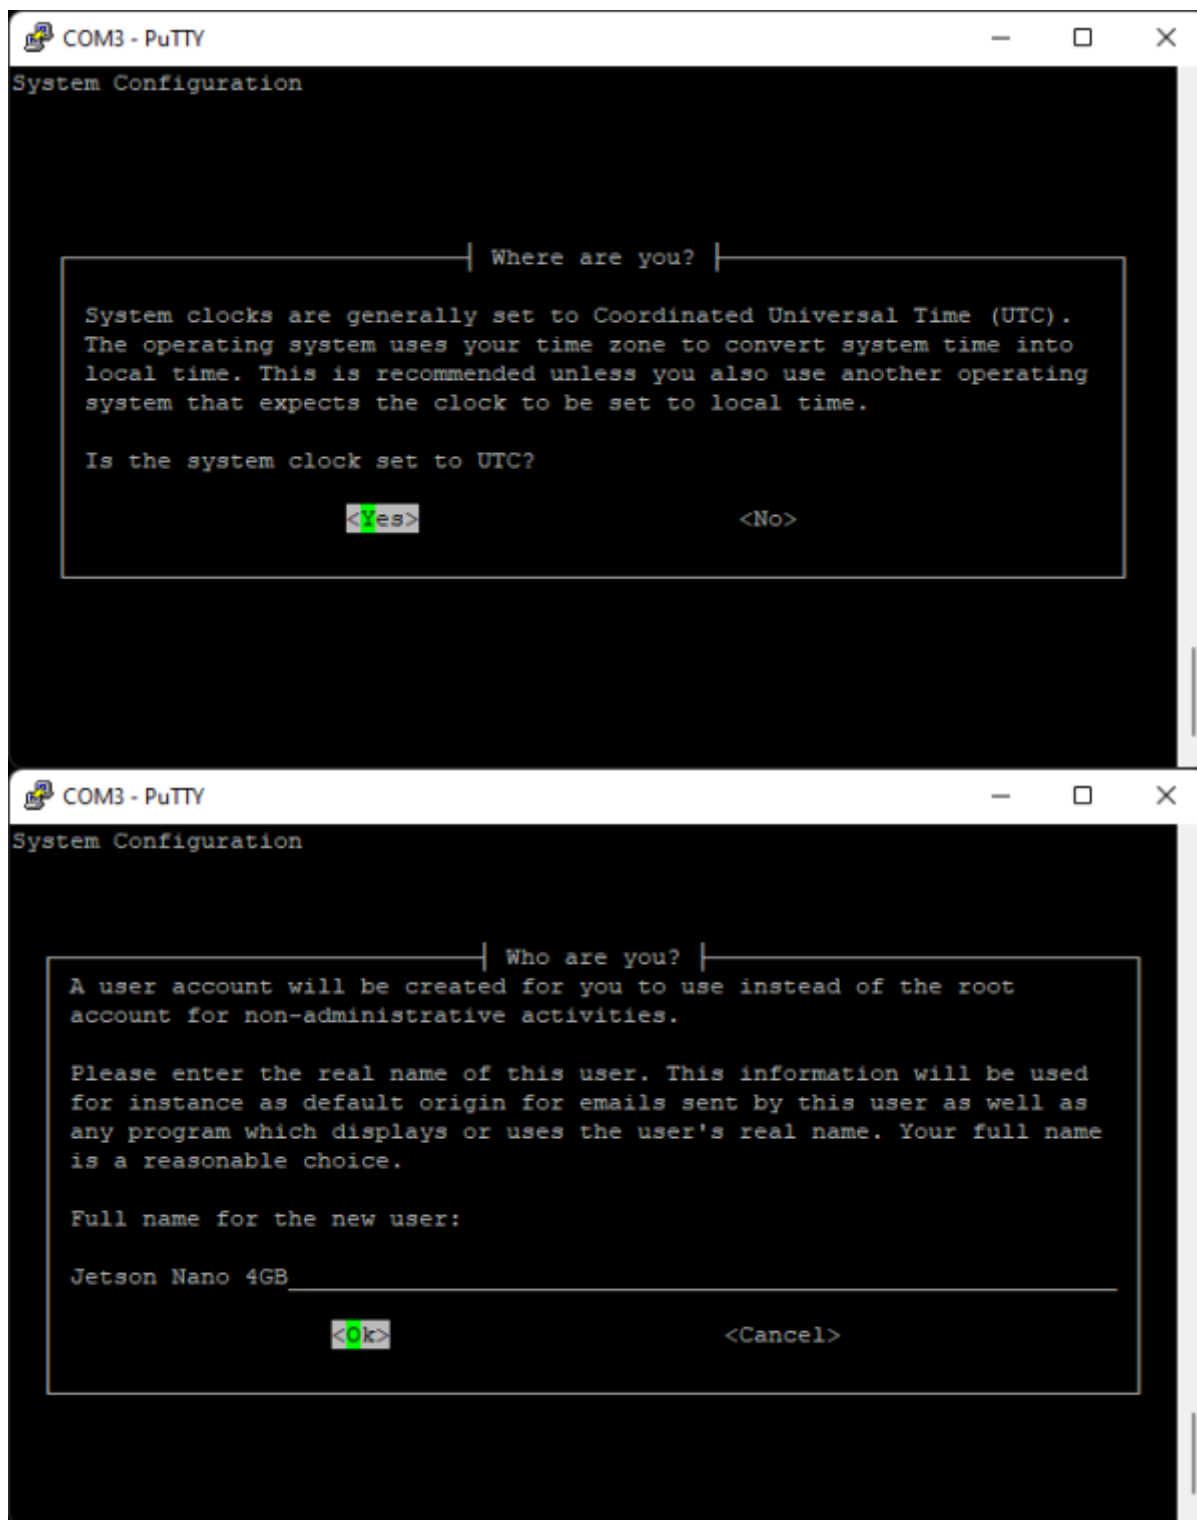 COM3 - PuTTY
System Configuration
Where are you?
System clocks are generally set to Coordinated Universal Time (UTC).
The operating system uses your time zone to convert system time into
local time. This is recommended unless you also use another operating
system that expects the clock to be set to local time.
Is the system clock set to UTC?
<Yes> <No>
COM3 - PuTTY
System Configuration
Who are you?
A user account will be created for you to use instead of the root
account for non-administrative activities.
Please enter the real name of this user. This information will be used
for instance as default origin for emails sent by this user as well as
any program which displays or uses the user's real name. Your full name
is a reasonable choice.
Full name for the new user:
Jetson Nano 4GB
<Ok> <Cancel>